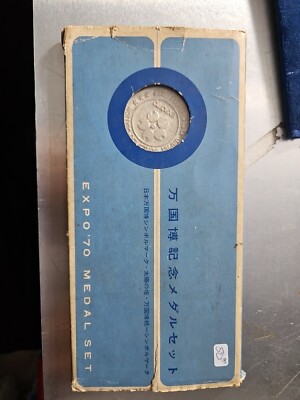 万国博記念メダルセット
日本万国博シンボルマーク・太陽の塔・万国博統一シンボルマーク
EXPO'70 MEDAL SET